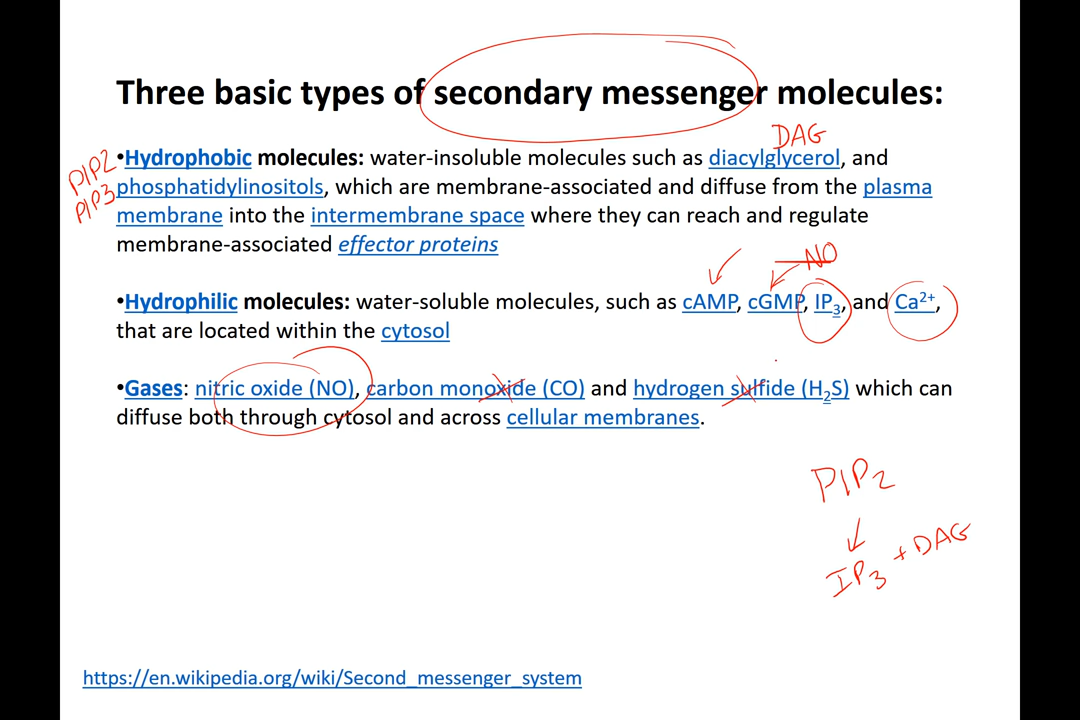 Three basic types of secondary messenger molecules:
DAG
PIP2
•Hydrophobic molecules: water-insoluble molecules such as diacylglycerol, and
PIP3
phosphatidylinositols, which are membrane-associated and diffuse from the plasma
membrane into the intermembrane space where they can reach and regulate
membrane-associated effector proteins
NO
•Hydrophilic molecules: water-soluble molecules, such as cAMP, cGMP, IP3, and Ca2+,
that are located within the cytosol
•Gases: nitric oxide (NO), carbon monoxide (CO) and hydrogen sulfide (H2S) which can
diffuse both through cytosol and across cellular membranes.
PIP2
IP3 + DAG
https://en.wikipedia.org/wiki/Second_messenger_system